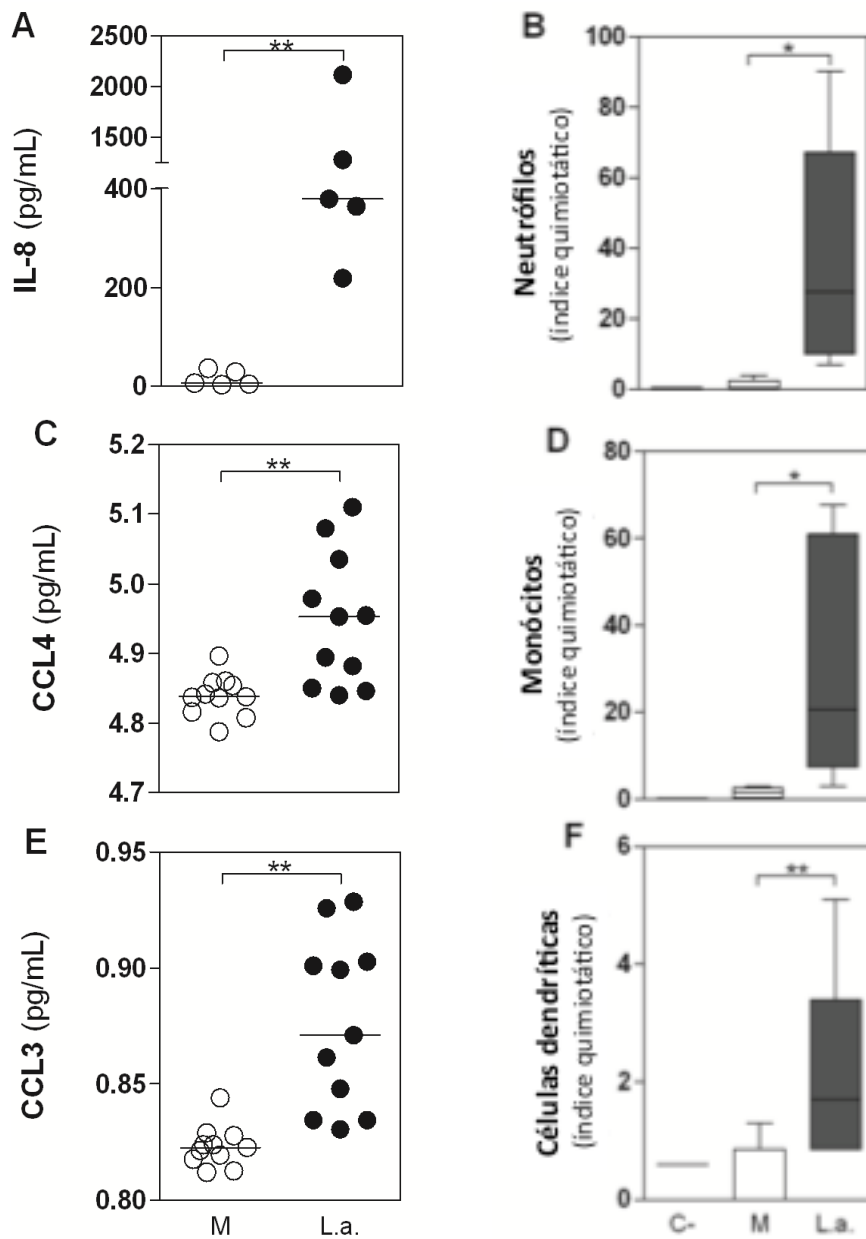 A
IL-8 (pg/mL)
2500
2000
1500
400
200
0
**
B
Neutrófilos
(índice quimiotático)
100
80
60
40
20
0
*
C
CCL4 (pg/mL)
5.2
5.1
5.0
4.9
4.8
4.7
**
D
Monócitos
(índice quimiotático)
80
60
40
20
0
*
E
CCL3 (pg/mL)
0.95
0.90
0.85
0.80
**
M L.a.
F
Células dendríticas
(índice quimiotático)
6
4
2
0
**
C- M L.a.